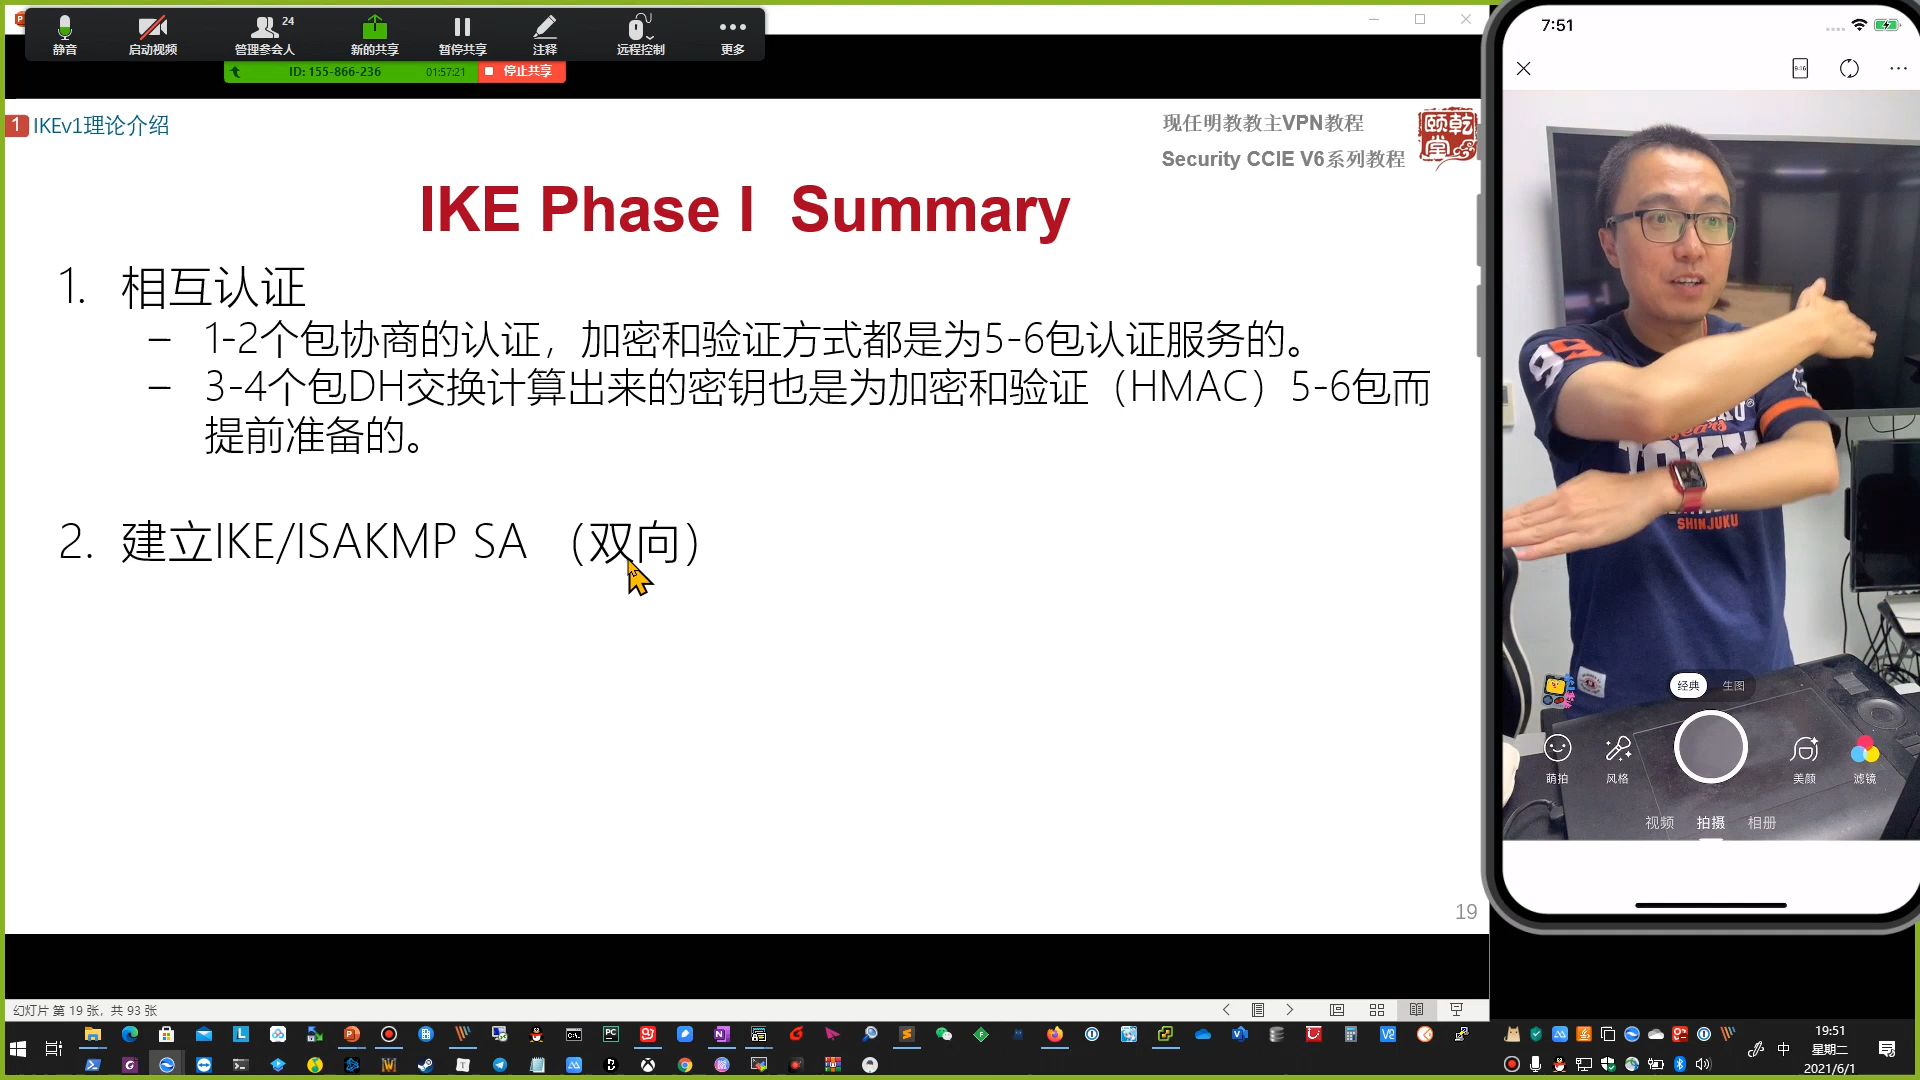 静音
启动视频
管理参会人
24
新的共享
暂停共享
注释
远程控制
更多
ID: 155-866-236
01:57:21
停止共享
1 IKEv1理论介绍
现任明教教主VPN教程
Security CCIE V6系列教程
颐乾堂
IKE Phase I Summary
1. 相互认证
– 1-2个包协商的认证，加密和验证方式都是为5-6包认证服务的。
– 3-4个包DH交换计算出来的密钥也是为加密和验证（HMAC）5-6包而
提前准备的。
2. 建立IKE/ISAKMP SA （双向）
19
幻灯片 第 19 张，共 93 张
7:51
9:16
SHINJUKU
经典
生图
萌拍
风格
美颜
滤镜
视频
拍摄
相册
中
19:51
星期二
2021/6/1